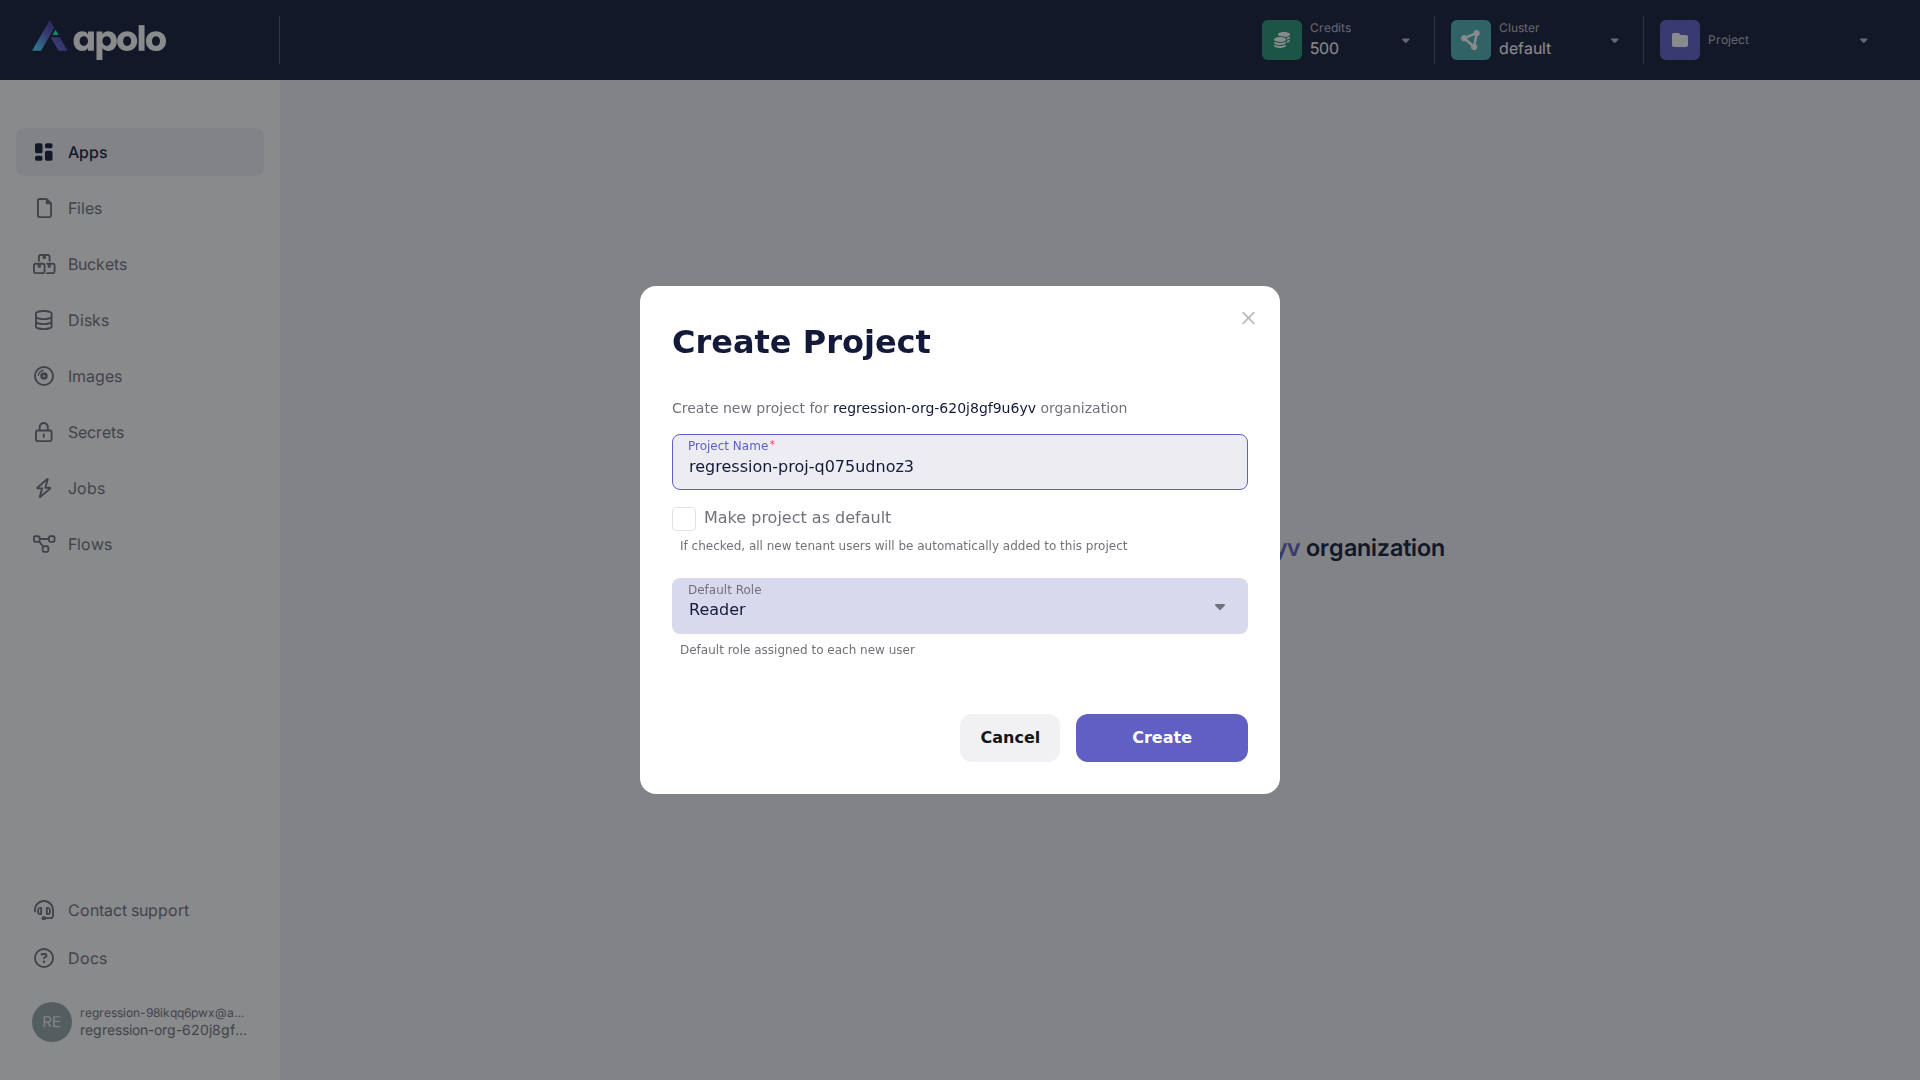 apolo
Credits
500
Cluster
default
Project
Apps
Files
Buckets
Disks
Images
Secrets
Jobs
Flows
Contact support
Docs
RE
regression-98ikqq6pwx@a...
regression-org-620j8gf...
yv organization
Create Project
Create new project for regression-org-620j8gf9u6yv organization
Project Name*
regression-proj-q075udnoz3
Make project as default
If checked, all new tenant users will be automatically added to this project
Default Role
Reader
Default role assigned to each new user
Cancel
Create